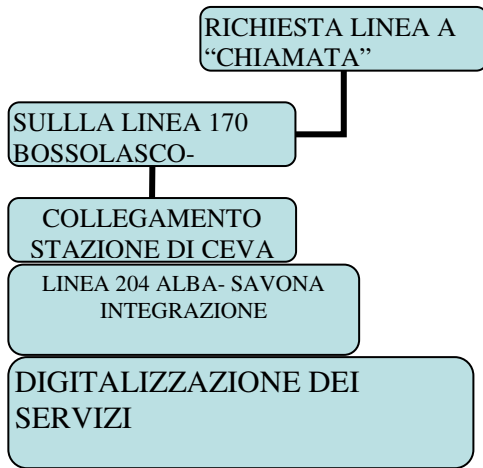 RICHIESTA LINEA A
“CHIAMATA”
SULLLA LINEA 170
BOSSOLASCO-
COLLEGAMENTO
STAZIONE DI CEVA
LINEA 204 ALBA- SAVONA
INTEGRAZIONE
DIGITALIZZAZIONE DEI
SERVIZI